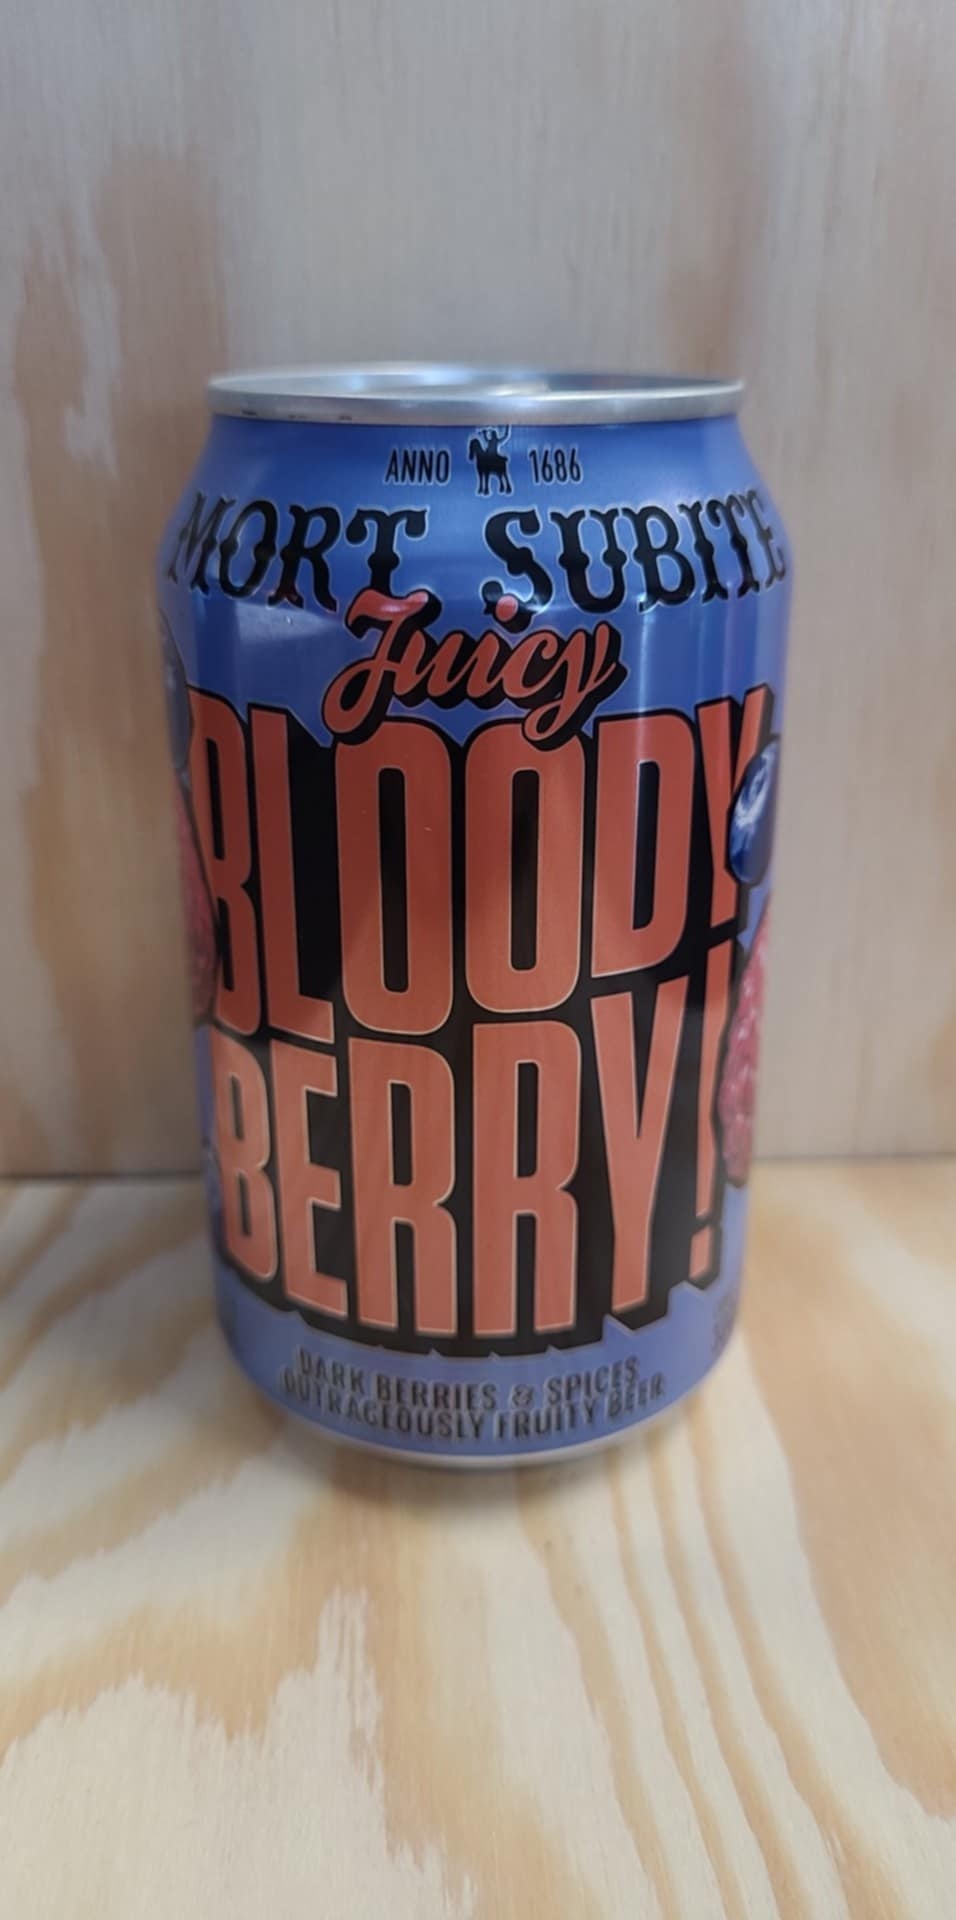 ANNO 1686
MORT SUBITE
Juicy
BLOODY
BERRY!
DARK BERRIES & SPICES
OUTRAGEOUSLY FRUITY BEER